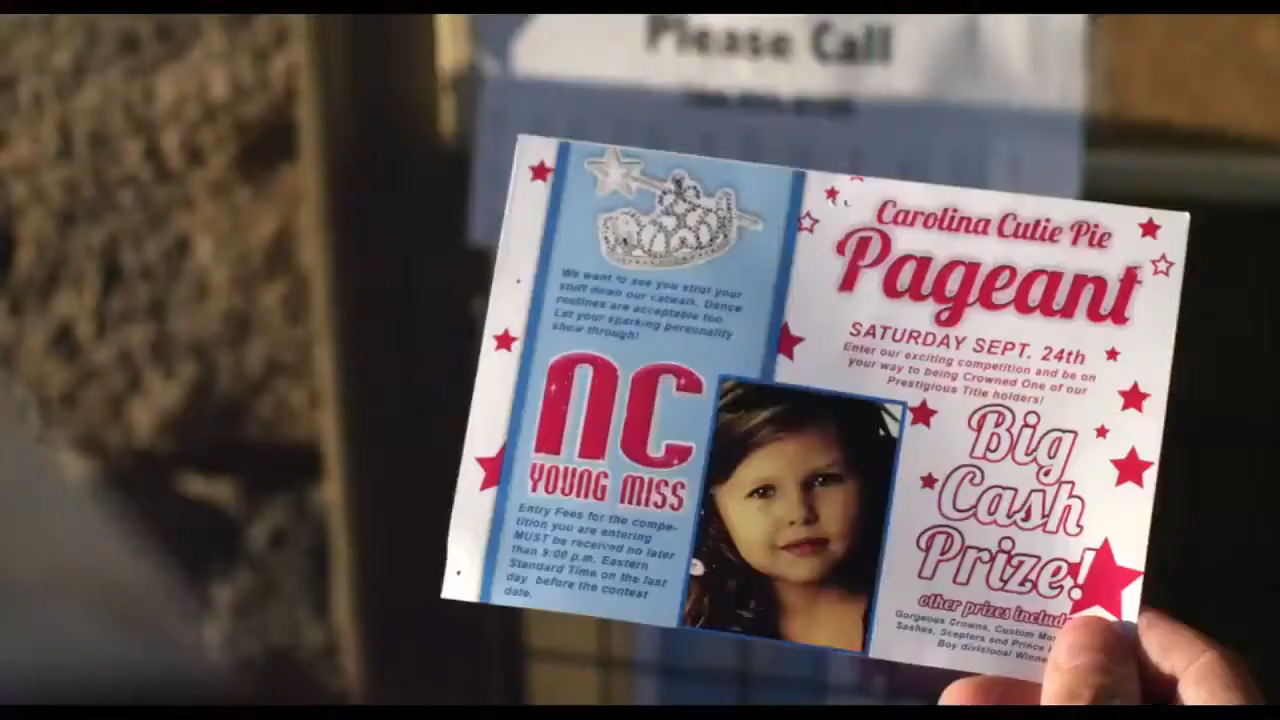 Please Call
We want to see you strut your
stuff down our catwalk. Dance
routines are acceptable too
Let your sparking personality
show through!
NC
YOUNG MISS
Entry Fees for the compe-
tition you are entering
MUST be received no later
than 9:00 p.m. Eastern
Standard Time on the last
day before the contest
date.
Carolina Cutie Pie
Pageant
SATURDAY SEPT. 24th
Enter our exciting competition and be on
your way to being Crowned One of our
Prestigious Title holders!
Big
Cash
Prize!
other prizes includ
Gorgeous Crowns, Custom
Sashes, Scepters and Prince
Boy divisional Winne